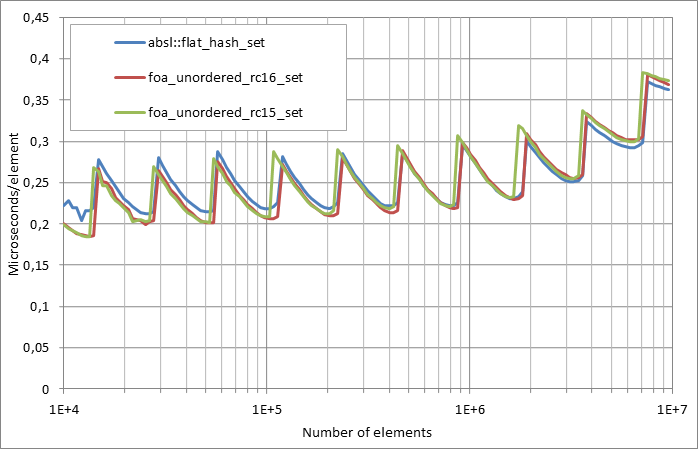 0,45
0,4
0,35
0,3
0,25
0,2
0,15
0,1
0,05
0
Microseconds/element
absl::flat_hash_set
foa_unordered_rc16_set
foa_unordered_rc15_set
1E+4
1E+5
1E+6
1E+7
Number of elements